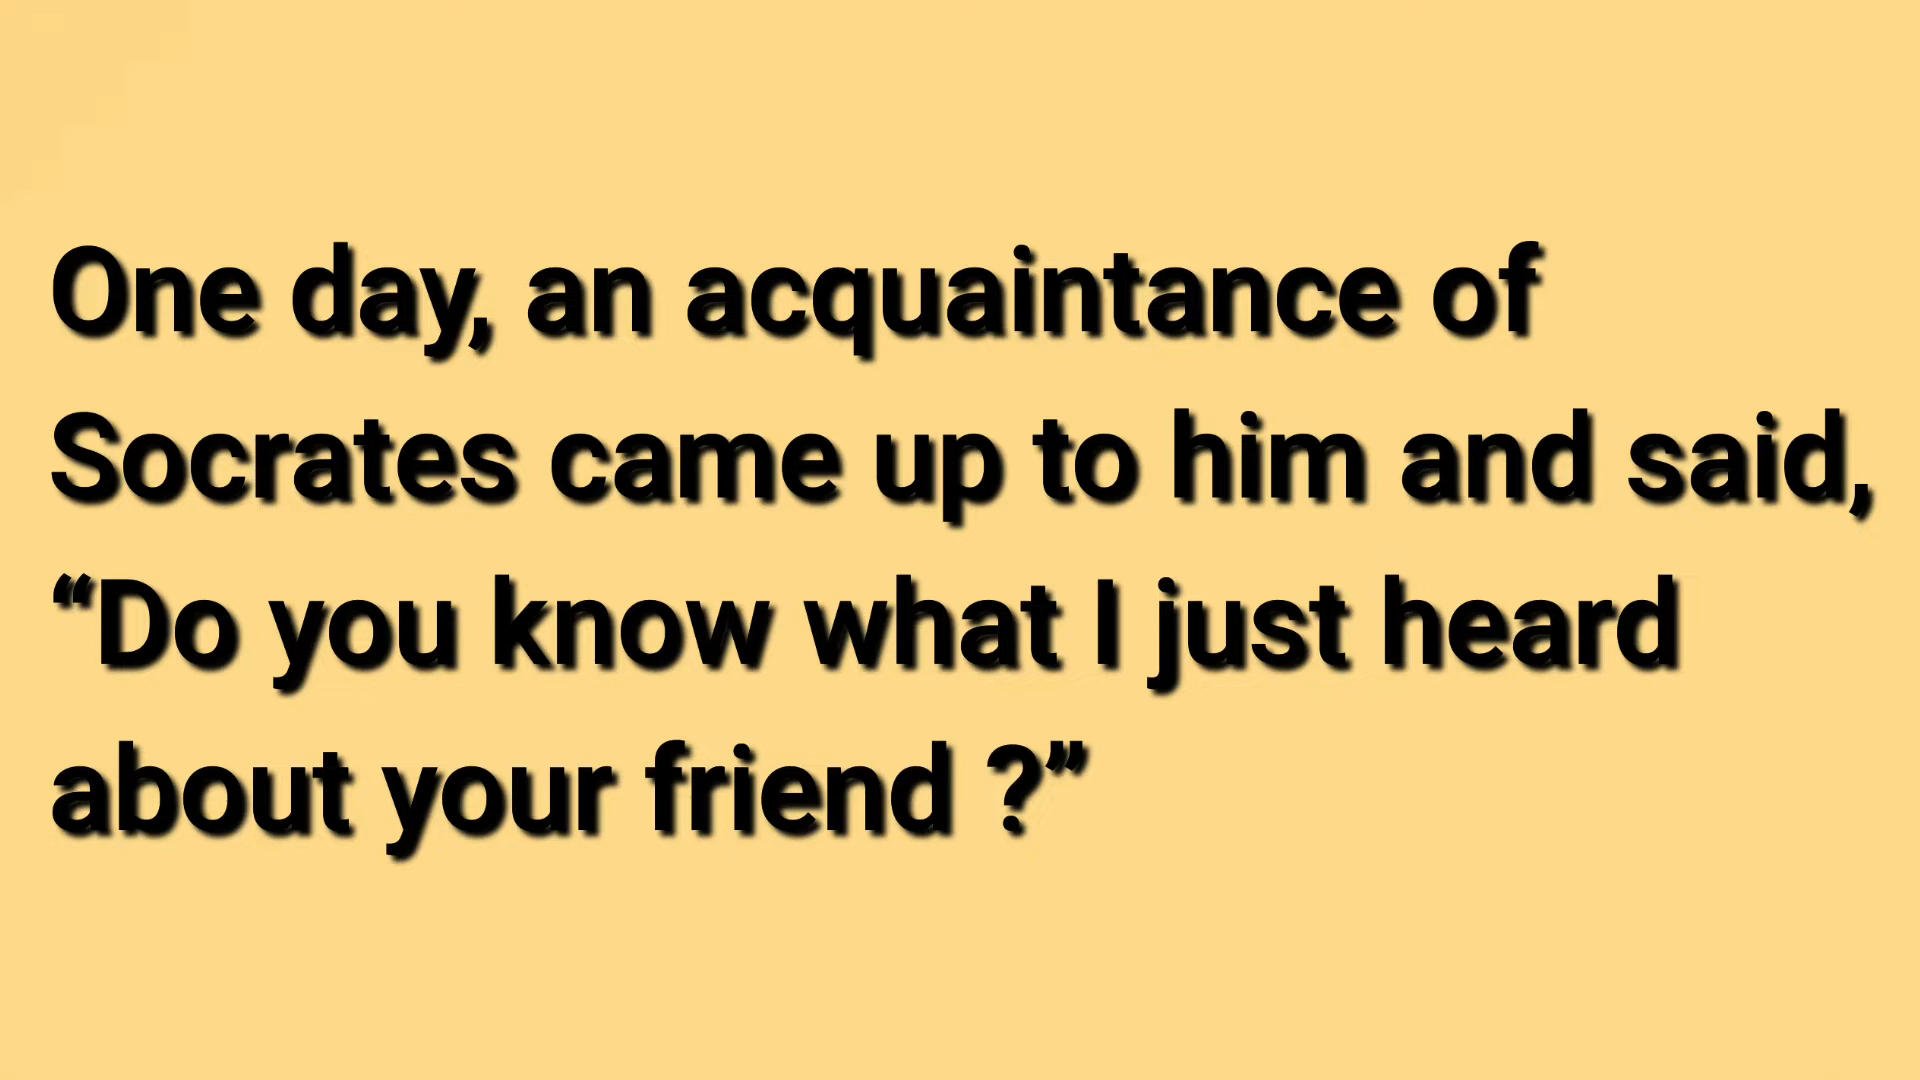 One day, an acquaintance of
Socrates came up to him and said,
“Do you know what I just heard
about your friend ?”